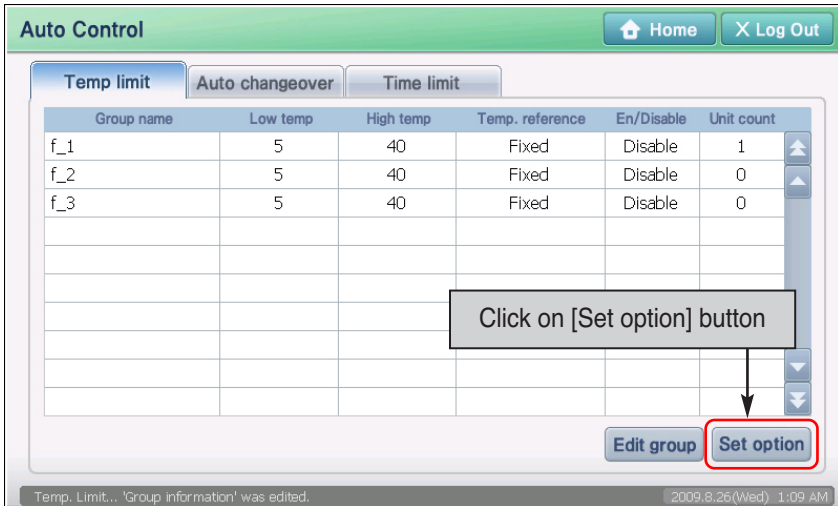 Auto Control Home X Log Out
Temp limit Auto changeover Time limit
Group name Low temp High temp Temp. reference En/Disable Unit count
f_1 5 40 Fixed Disable 1
f_2 5 40 Fixed Disable 0
f_3 5 40 Fixed Disable 0
Click on [Set option] button
Edit group Set option
Temp. Limit... 'Group information' was edited. 2009.8.26(Wed) 1:09 AM